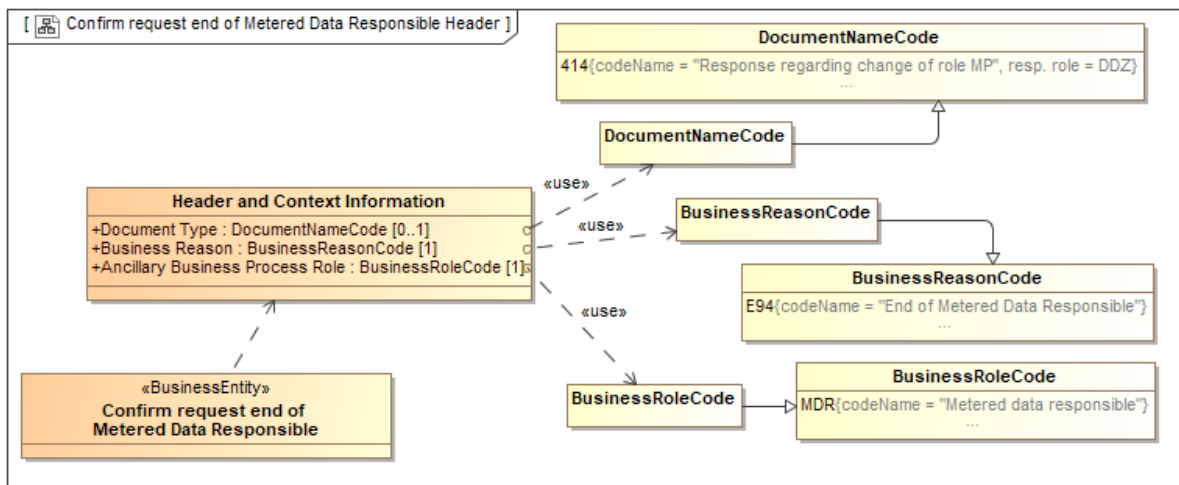 [ Confirm request end of Metered Data Responsible Header ]
DocumentNameCode
414{codeName = "Response regarding change of role MP", resp. role = DDZ}
...
DocumentNameCode
«use»
Header and Context Information
+Document Type : DocumentNameCode [0..1]
+Business Reason : BusinessReasonCode [1]
+Ancillary Business Process Role : BusinessRoleCode [1]
«use»
BusinessReasonCode
BusinessReasonCode
E94{codeName = "End of Metered Data Responsible"}
...
«use»
«BusinessEntity»
Confirm request end of
Metered Data Responsible
BusinessRoleCode
BusinessRoleCode
MDR{codeName = "Metered data responsible"}
...